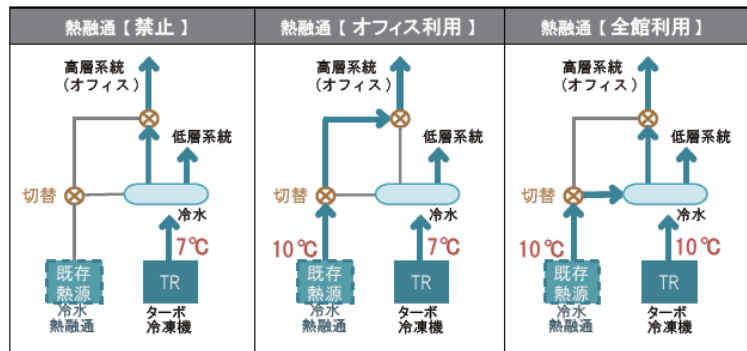 熱融通【 禁止 】
高層系統
（オフィス）
低層系統
切替
冷水
7℃
既存
熱源
冷水
熱融通
TR
ターボ
冷凍機
熱融通【 オフィス利用 】
高層系統
（オフィス）
低層系統
切替
冷水
10℃
7℃
既存
熱源
冷水
熱融通
TR
ターボ
冷凍機
熱融通【 全館利用 】
高層系統
（オフィス）
低層系統
切替
冷水
10℃
10℃
既存
熱源
冷水
熱融通
TR
ターボ
冷凍機